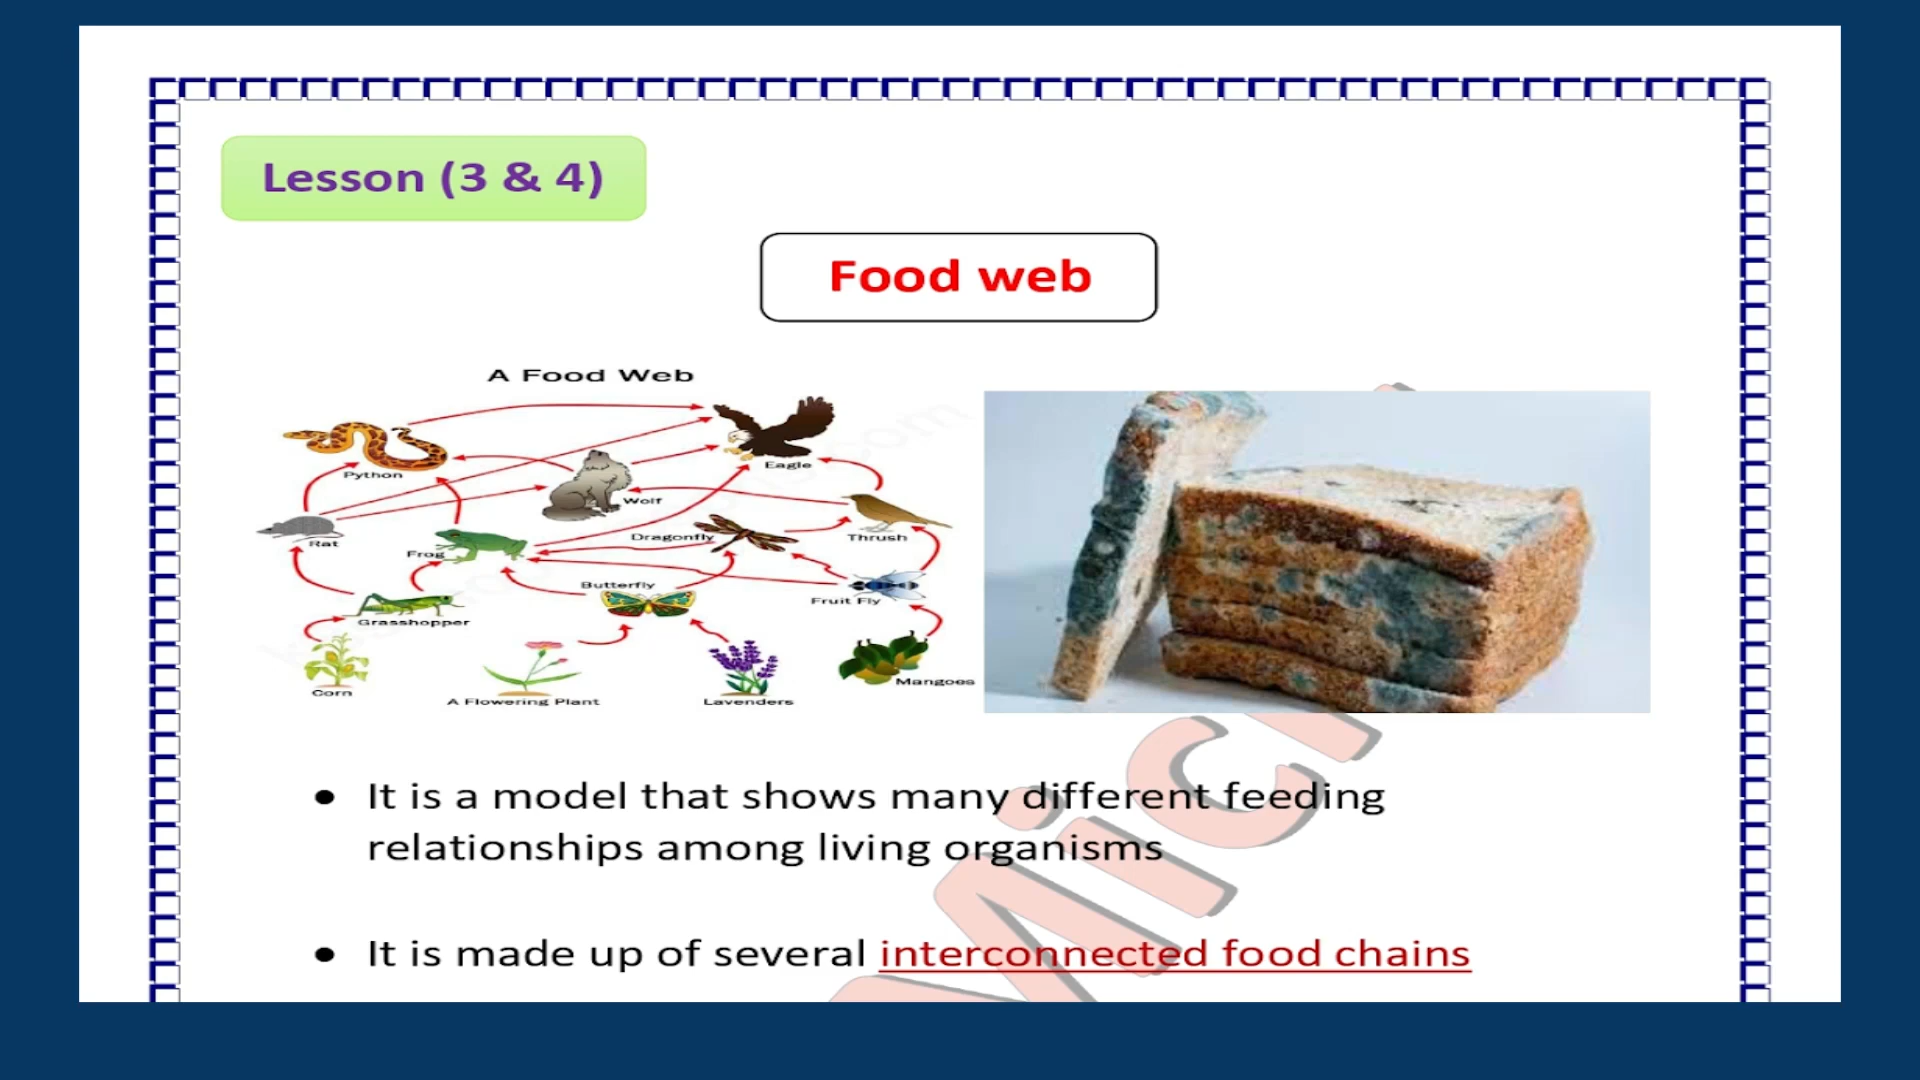 Lesson (3 & 4)
Food web
A Food Web
Python
Eagle
Wolf
Rat
Frog
Dragonfly
Thrush
Butterfly
Fruit Fly
Grasshopper
Corn
A Flowering Plant
Lavenders
Mangoes
• It is a model that shows many different feeding
relationships among living organisms
• It is made up of several interconnected food chains